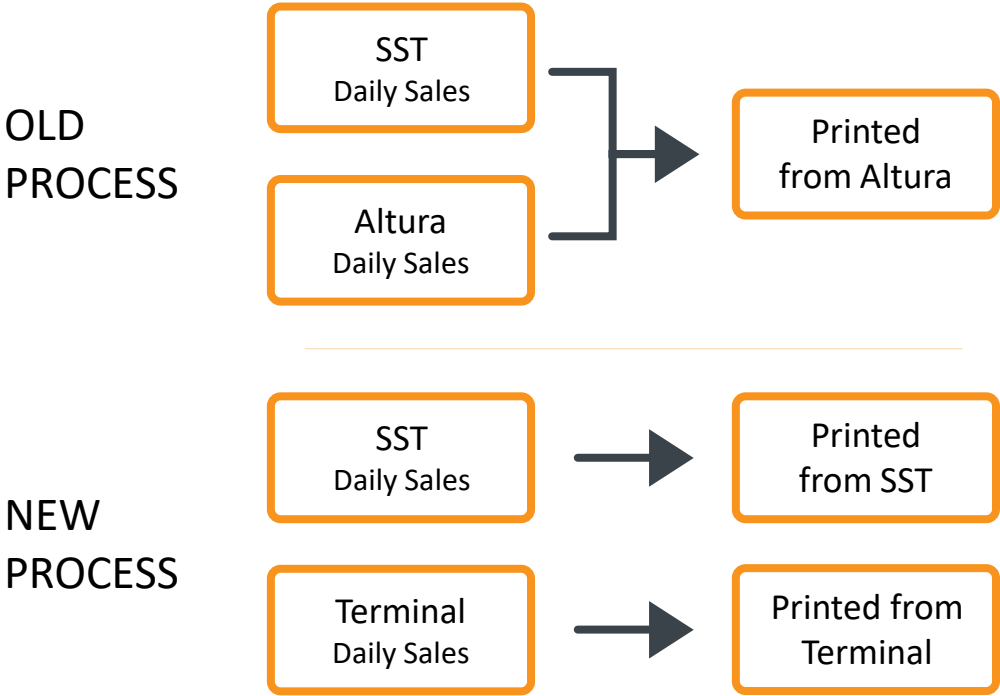 OLD
PROCESS
SST
Daily Sales
Altura
Daily Sales
Printed
from Altura
NEW
PROCESS
SST
Daily Sales
Printed
from SST
Terminal
Daily Sales
Printed from
Terminal